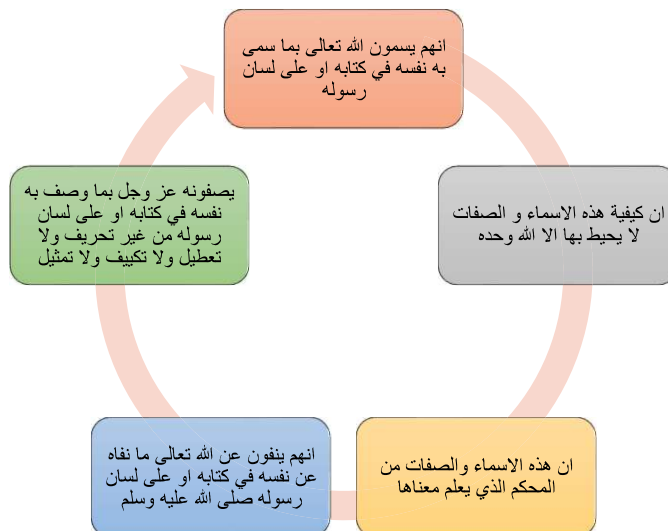 انهم يسمون الله تعالى بما سمى
به نفسه في كتابه او على لسان
رسوله
ان كيفية هذه الاسماء و الصفات
لا يحيط بها الا الله وحده
ان هذه الاسماء والصفات من
المحكم الذي يعلم معناها
انهم ينفون عن الله تعالى ما نفاه
عن نفسه في كتابه او على لسان
رسوله صلى الله عليه وسلم
يصفونه عز وجل بما وصف به
نفسه في كتابه او على لسان
رسوله من غير تحريف ولا
تعطيل ولا تكييف ولا تمثيل